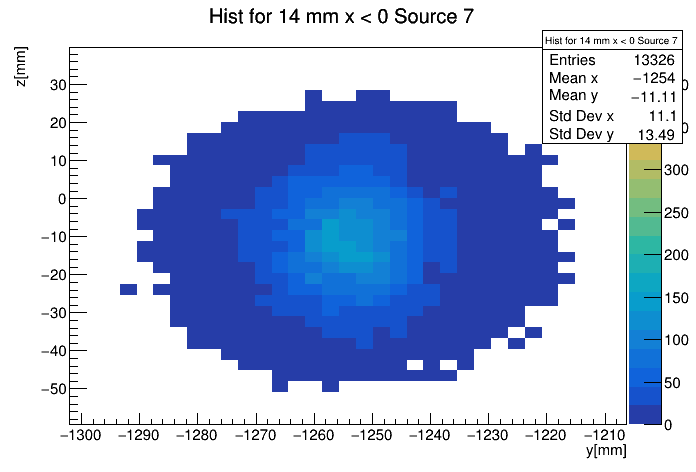 Hist for 14 mm x < 0 Source 7
z[mm]
Hist for 14 mm x < 0 Source 7
Entries 13326
Mean x −1254
Mean y −11.11
Std Dev x 11.1
Std Dev y 13.49
30
20
10
0
−10
−20
−30
−40
−50
0
0
300
250
200
150
100
50
0
−1300 −1290 −1280 −1270 −1260 −1250 −1240 −1230 −1220 −1210
y[mm]